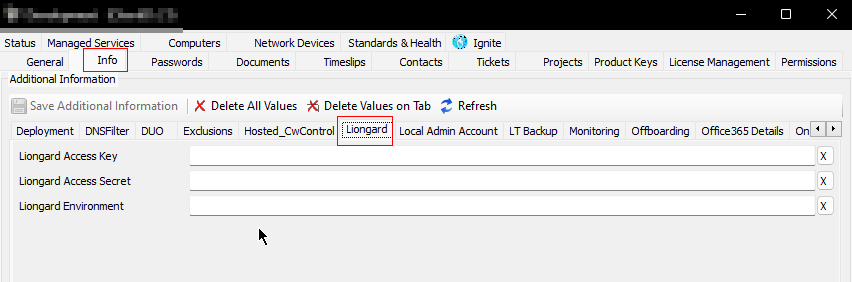 Status Managed Services Computers Network Devices Standards & Health Ignite
General Info Passwords Documents Timeslips Contacts Tickets Projects Product Keys License Management Permissions
Additional Information
Save Additional Information Delete All Values Delete Values on Tab Refresh
Deployment DNSFilter DUO Exclusions Hosted_CwControl Liongard Local Admin Account LT Backup Monitoring Offboarding Office365 Details On
Liongard Access Key X
Liongard Access Secret X
Liongard Environment X